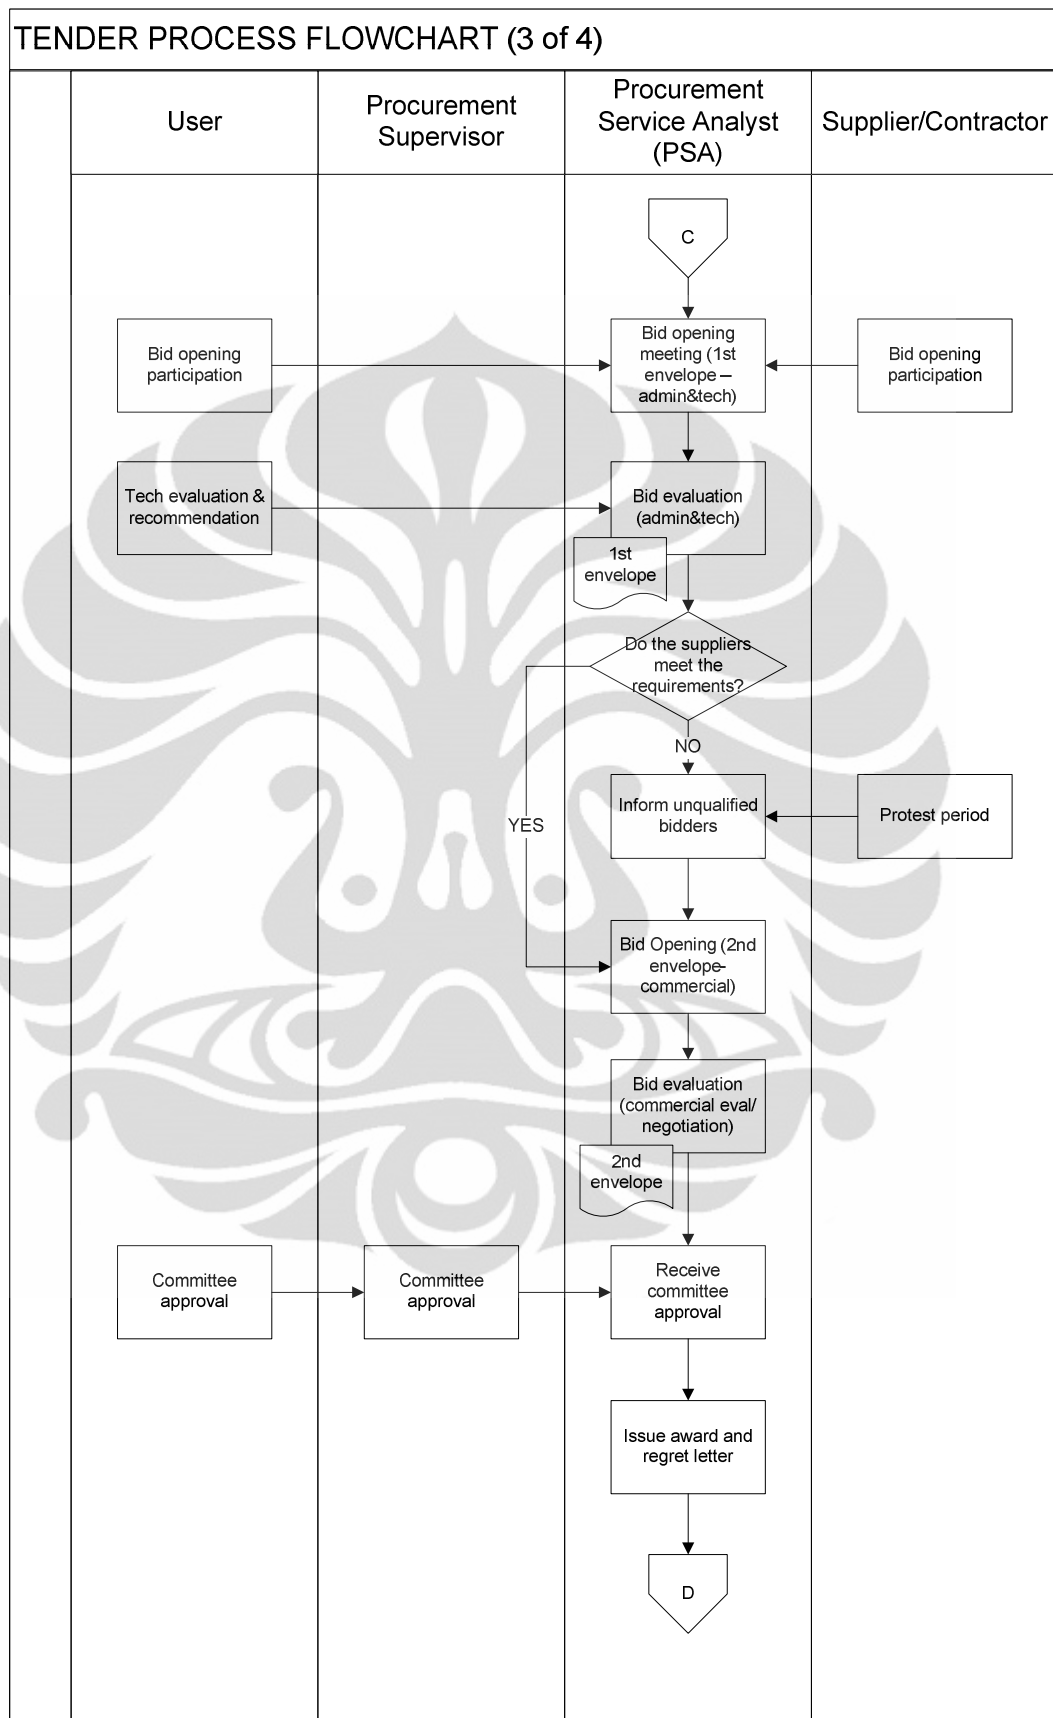 TENDER PROCESS FLOWCHART (3 of 4)
User
Procurement
Supervisor
Procurement
Service Analyst
(PSA)
Supplier/Contractor
C
Bid opening
participation
Bid opening
meeting (1st
envelope –
admin&tech)
Bid opening
participation
Tech evaluation &
recommendation
Bid evaluation
(admin&tech)
1st
envelope
Do the suppliers
meet the
requirements?
NO
YES
Inform unqualified
bidders
Protest period
Bid Opening (2nd
envelope-
commercial)
Bid evaluation
(commercial eval/
negotiation)
2nd
envelope
Committee
approval
Committee
approval
Receive
committee
approval
Issue award and
regret letter
D